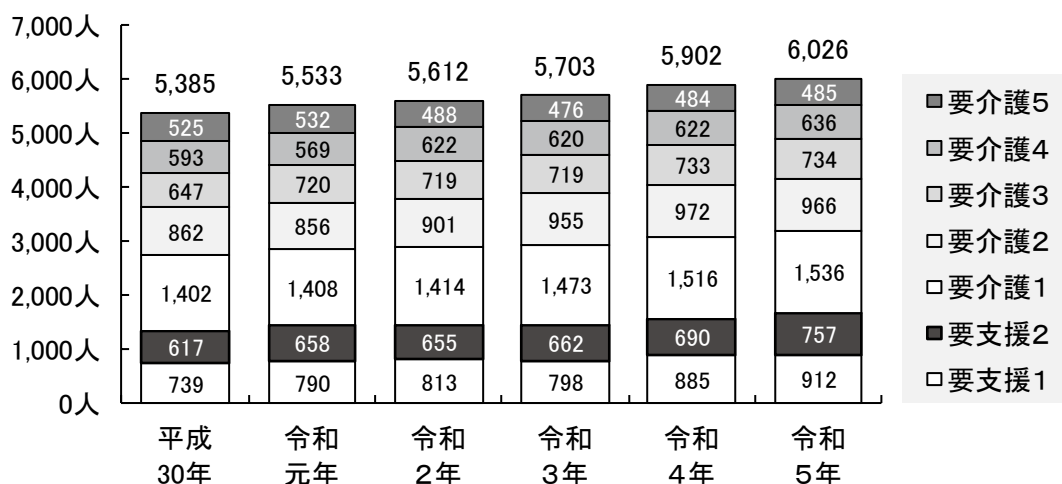 7,000人
6,000人
5,000人
4,000人
3,000人
2,000人
1,000人
0人
5,385
525
593
647
862
1,402
617
739
5,533
532
569
720
856
1,408
658
790
5,612
488
622
719
901
1,414
655
813
5,703
476
620
719
955
1,473
662
798
5,902
484
622
733
972
1,516
690
885
6,026
485
636
734
966
1,536
757
912
平成
30年
令和
元年
令和
２年
令和
３年
令和
４年
令和
５年
要介護５
要介護４
要介護３
要介護２
要介護１
要支援２
要支援１